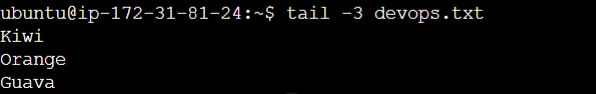 ubuntu@ip-172-31-81-24:~$ tail -3 devops.txt
Kiwi
Orange
Guava